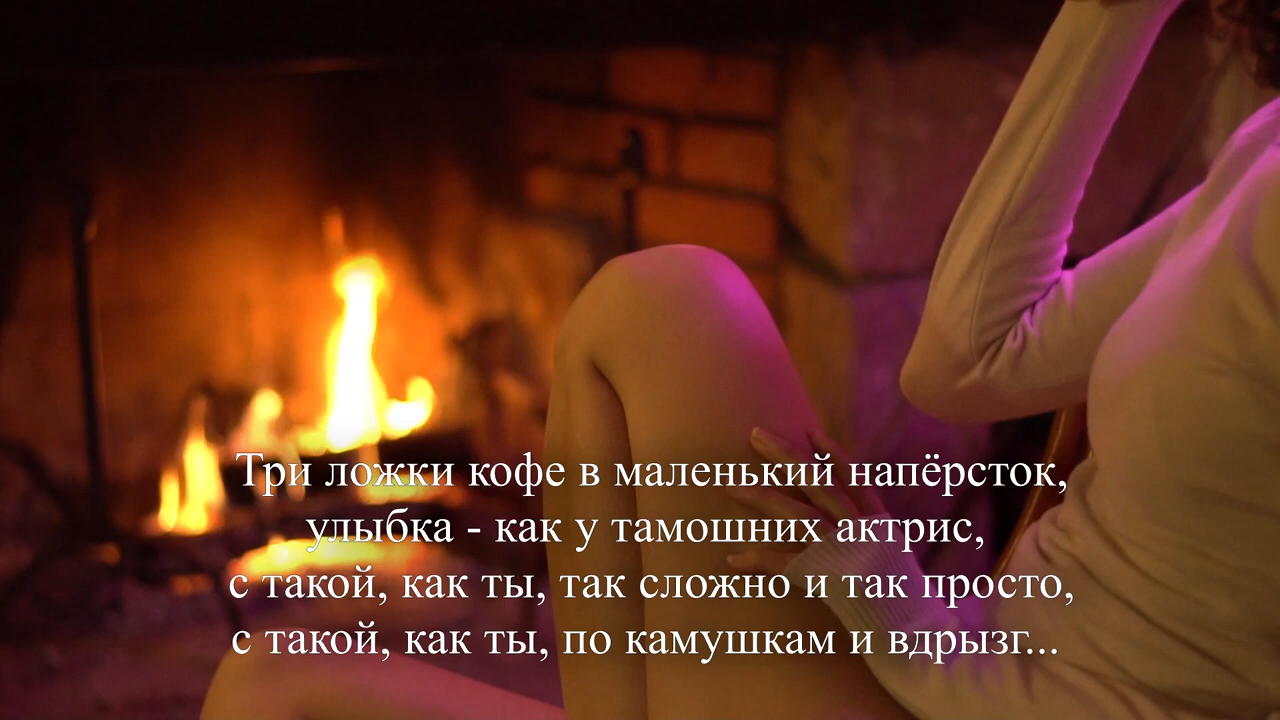 Три ложки кофе в маленький напёрсток,
улыбка - как у тамошних актрис,
с такой, как ты, так сложно и так просто,
с такой, как ты, по камушкам и вдрызг...